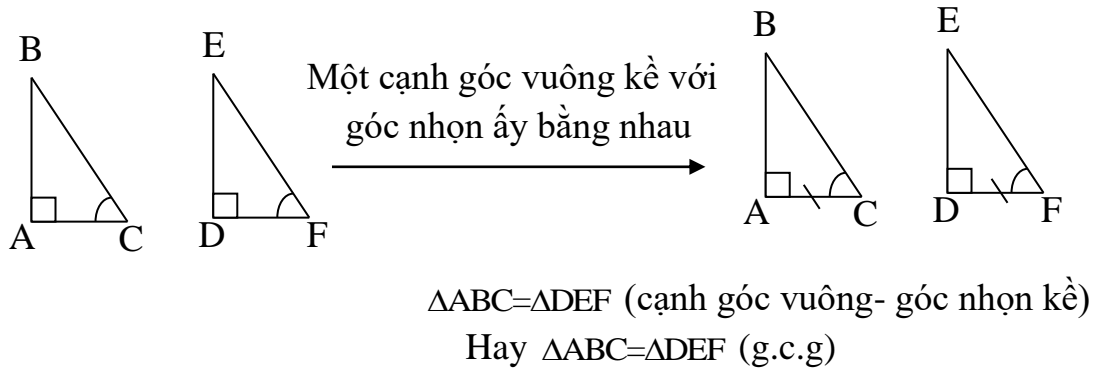 B
E
A
C
D
F
Một cạnh góc vuông kề với
góc nhọn ấy bằng nhau
B
E
A
C
D
F
ΔABC=ΔDEF (cạnh góc vuông- góc nhọn kề)
Hay ΔABC=ΔDEF (g.c.g)